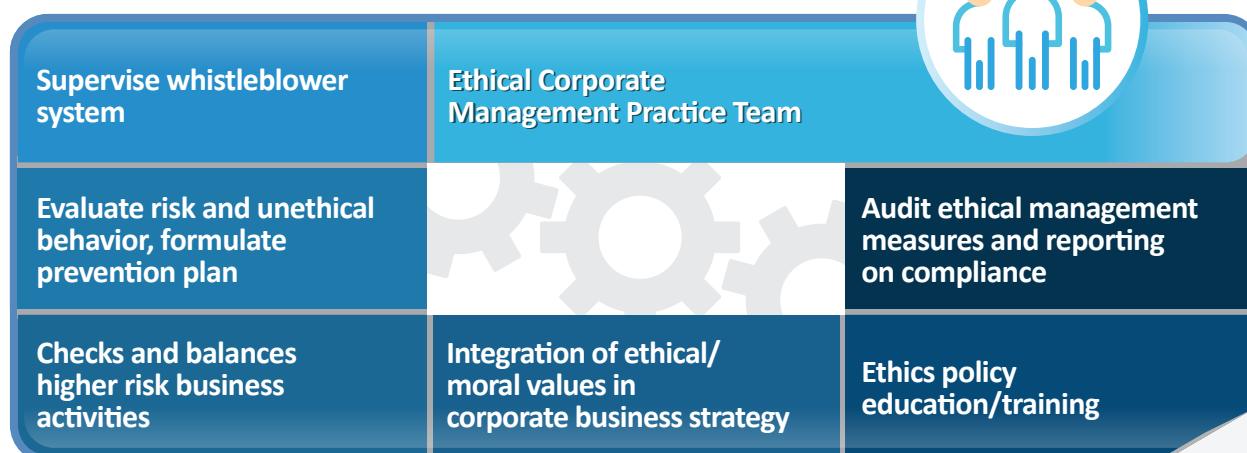 Supervise whistleblower
system
Ethical Corporate
Management Practice Team
Evaluate risk and unethical
behavior, formulate
prevention plan
Audit ethical management
measures and reporting
on compliance
Checks and balances
higher risk business
activities
Integration of ethical/
moral values in
corporate business strategy
Ethics policy
education/training